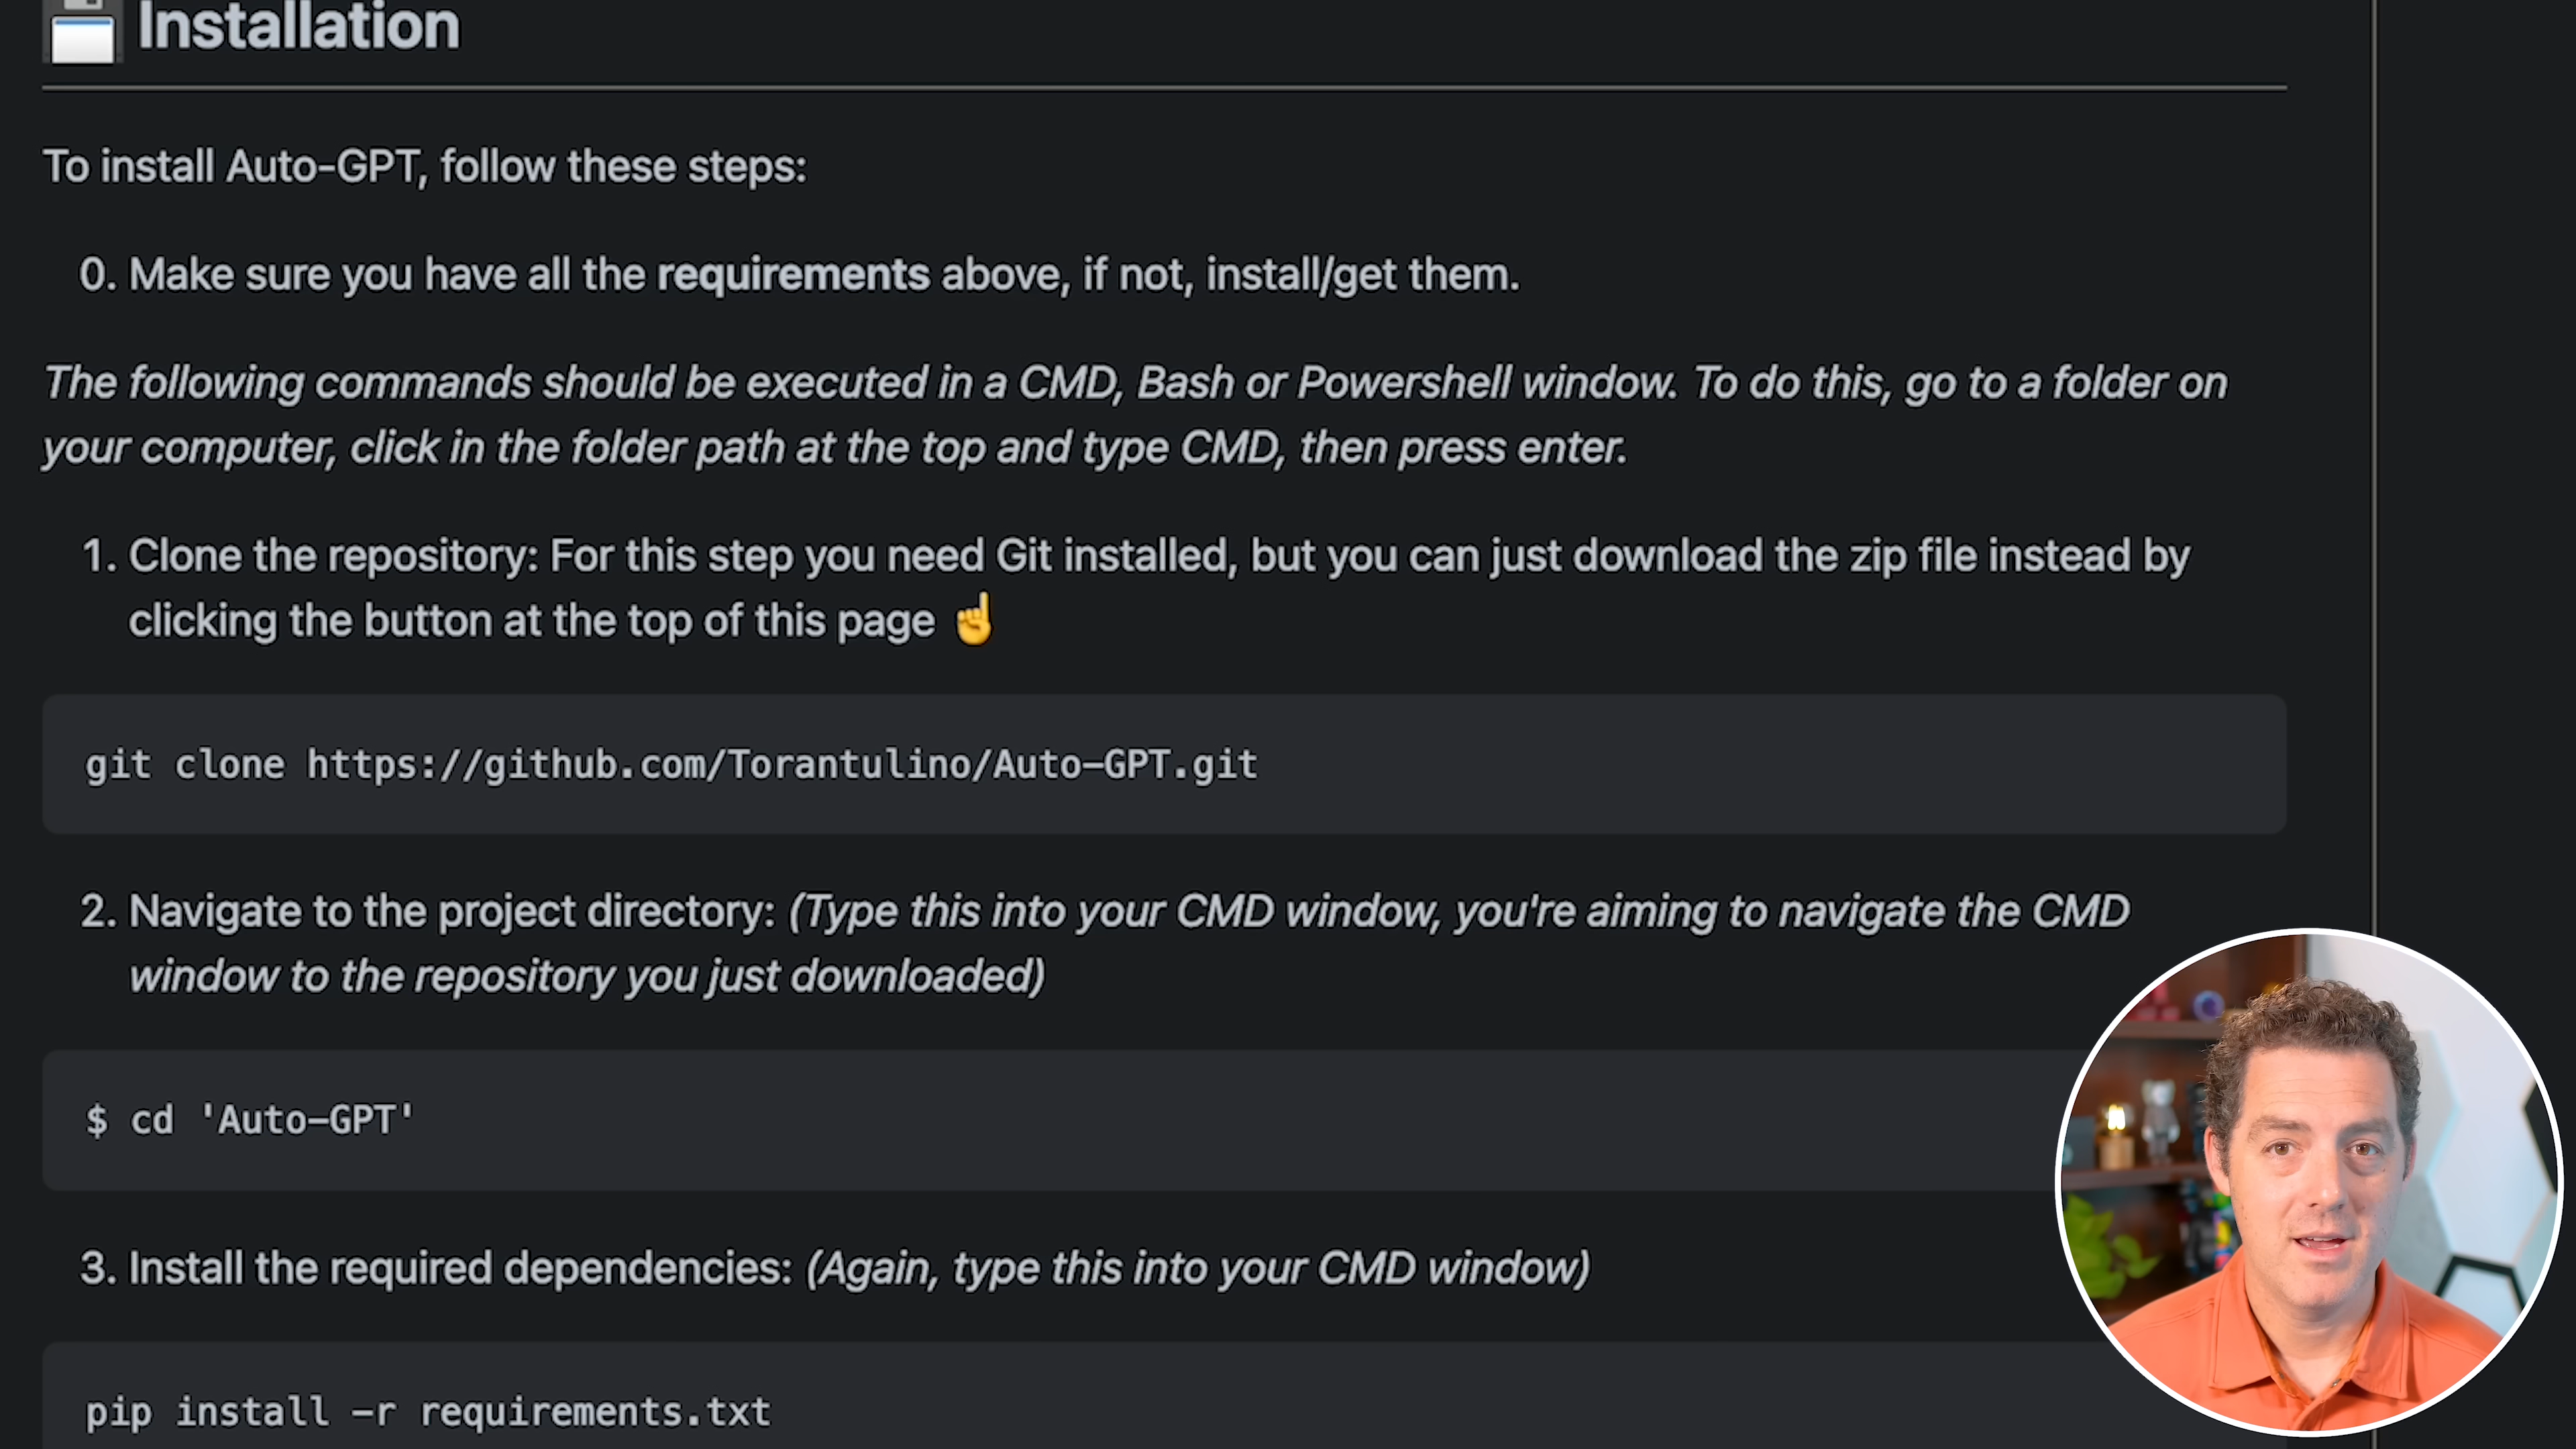 Installation
To install Auto-GPT, follow these steps:
0. Make sure you have all the requirements above, if not, install/get them.
The following commands should be executed in a CMD, Bash or Powershell window. To do this, go to a folder on
your computer, click in the folder path at the top and type CMD, then press enter.
1. Clone the repository: For this step you need Git installed, but you can just download the zip file instead by
clicking the button at the top of this page ☝️
git clone https://github.com/Torantulino/Auto-GPT.git
2. Navigate to the project directory: (Type this into your CMD window, you're aiming to navigate the CMD
window to the repository you just downloaded)
$ cd 'Auto-GPT'
3. Install the required dependencies: (Again, type this into your CMD window)
pip install -r requirements.txt